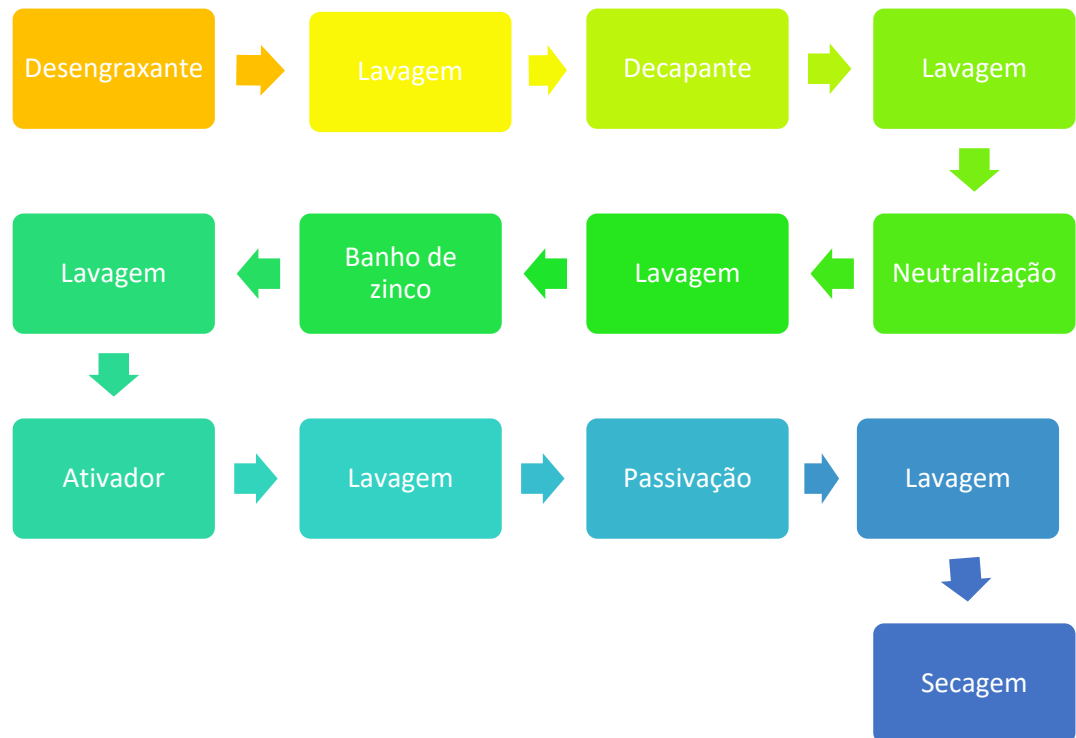 Desengraxante
Lavagem
Decapante
Lavagem
Neutralização
Lavagem
Banho de
zinco
Lavagem
Ativador
Lavagem
Passivação
Lavagem
Secagem